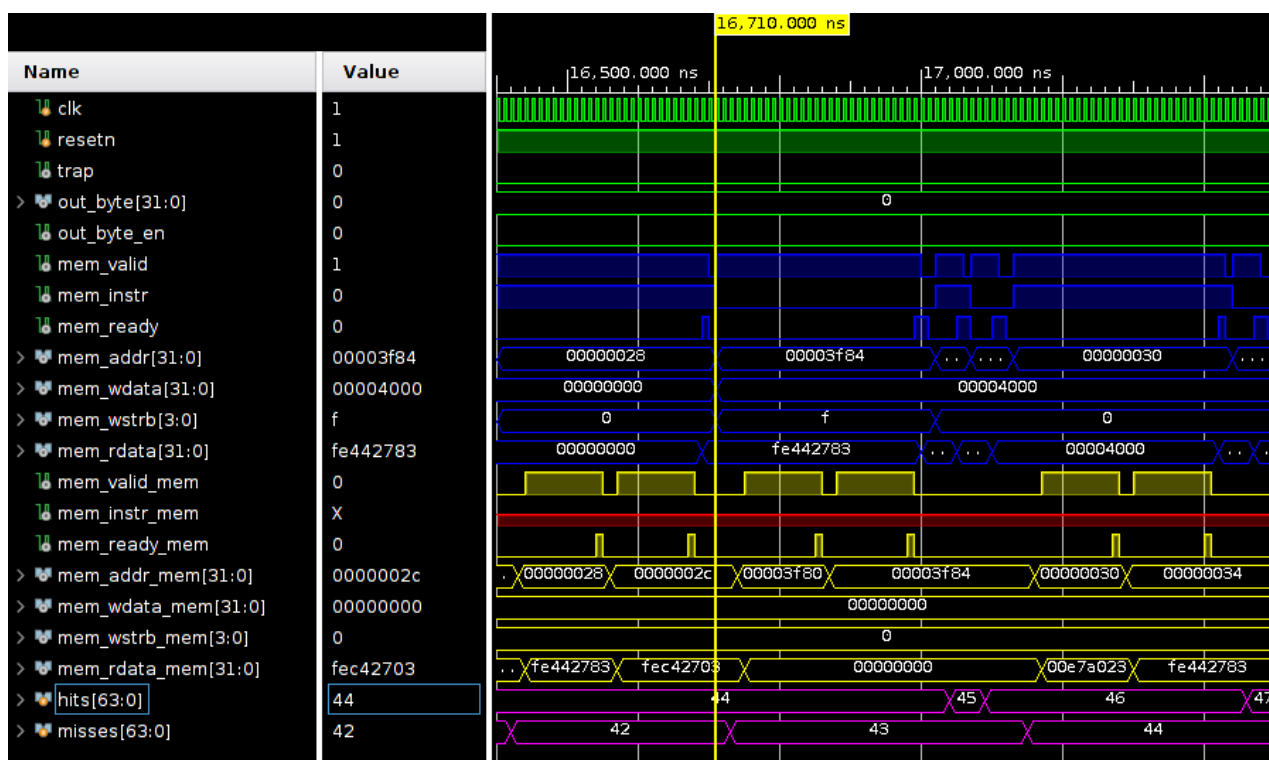 16,710.000 ns
Name Value 16,500.000 ns 17,000.000 ns
clk 1
resetn 1
trap 0
out_byte[31:0] 0 0
out_byte_en 0
mem_valid 1
mem_instr 0
mem_ready 0
mem_addr[31:0] 00003f84 00000028 00003f84 .. ... 00000030 ...
mem_wdata[31:0] 00004000 00000000 00004000
mem_wstrb[3:0] f 0 f 0
mem_rdata[31:0] fe442783 00000000 fe442783 .. .. 00004000 .. .
mem_valid_mem 0
mem_instr_mem X
mem_ready_mem 0
mem_addr_mem[31:0] 0000002c . 00000028 0000002c 00003f80 00003f84 00000030 00000034
mem_wdata_mem[31:0] 00000000 00000000
mem_wstrb_mem[3:0] 0 0
mem_rdata_mem[31:0] fec42703 .. fe442783 fec42703 00000000 00e7a023 fe442783
hits[63:0] 44 44 45 46 47
misses[63:0] 42 42 43 44